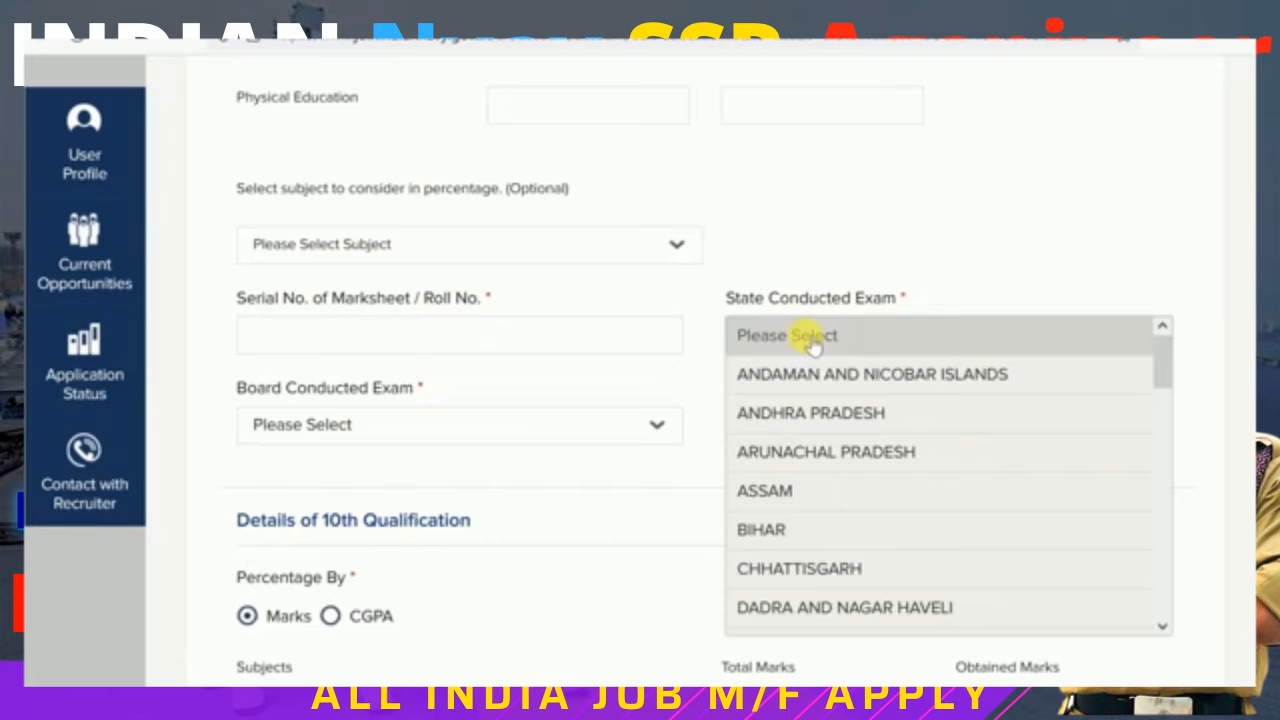 INDIAN Navy SSR
Physical Education
User
Profile
Select subject to consider in percentage. (Optional)
Please Select Subject
Current
Opportunities
Serial No. of Marksheet / Roll No. *
State Conducted Exam *
Please Select
ANDAMAN AND NICOBAR ISLANDS
ANDHRA PRADESH
ARUNACHAL PRADESH
ASSAM
BIHAR
CHHATTISGARH
DADRA AND NAGAR HAVELI
Application
Status
Board Conducted Exam *
Please Select
Contact with
Recruiter
Details of 10th Qualification
Percentage By *
Marks CGPA
Subjects Total Marks Obtained Marks
ALL INDIA JOB M/F APPLY